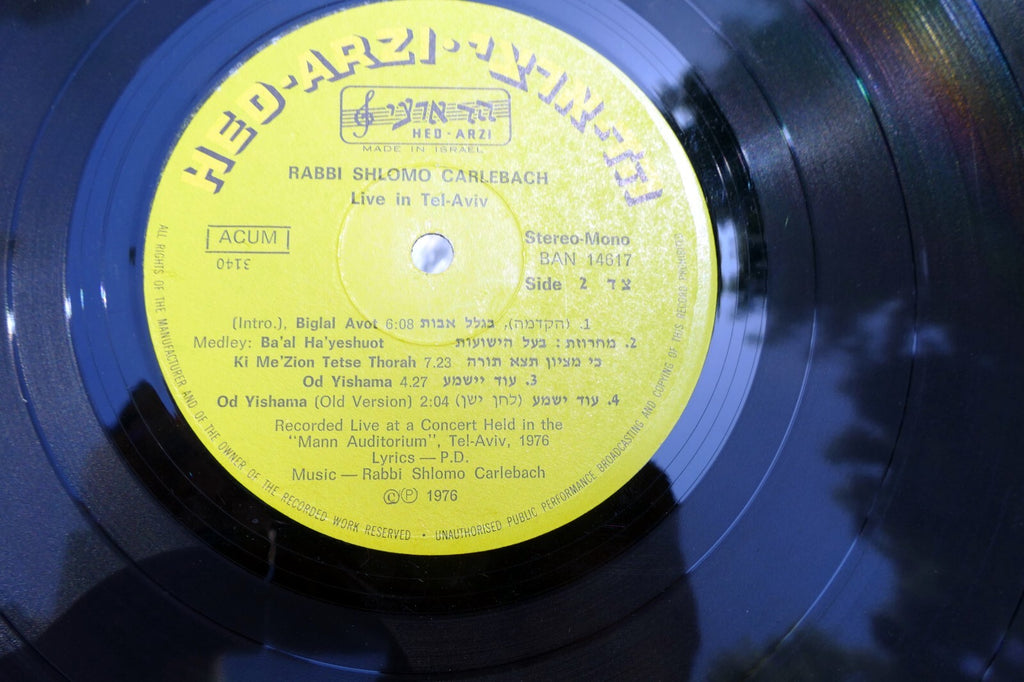 HED-ARZI · הד-ארצי
הד ארצי
HED-ARZI
MADE IN ISRAEL
RABBI SHLOMO CARLEBACH
Live in Tel-Aviv
ACUM
3140
Stereo-Mono
BAN 14617
Side 2 צד
(Intro.), Biglal Avot 6:08 1. (הקדמה), בגלל אבות
Medley: Ba'al Ha'yeshuot 2. מחרוזת: בעל הישועות
Ki Me'Zion Tetse Thorah 7.23 כי מציון תצא תורה
Od Yishama 4.27 3. עוד יישמע
Od Yishama (Old Version) 2:04 4. עוד ישמע (לחן ישן)
Recorded Live at a Concert Held in the
"Mann Auditorium", Tel-Aviv, 1976
Lyrics — P.D.
Music — Rabbi Shlomo Carlebach
©℗ 1976
ALL RIGHTS OF THE MANUFACTURER AND OF THE OWNER OF THE RECORDED WORK RESERVED · UNAUTHORISED PUBLIC PERFORMANCE BROADCASTING AND COPYING OF THIS RECORD PROHIBITED